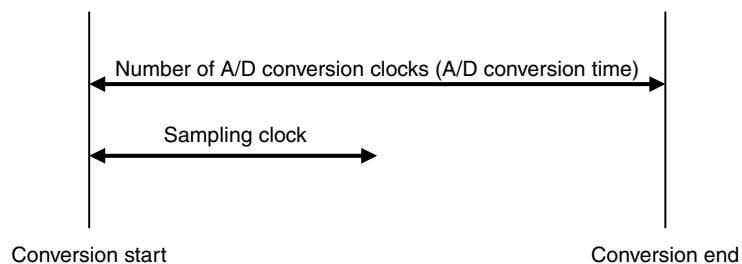 Number of A/D conversion clocks (A/D conversion time)
Sampling clock
Conversion start
Conversion end